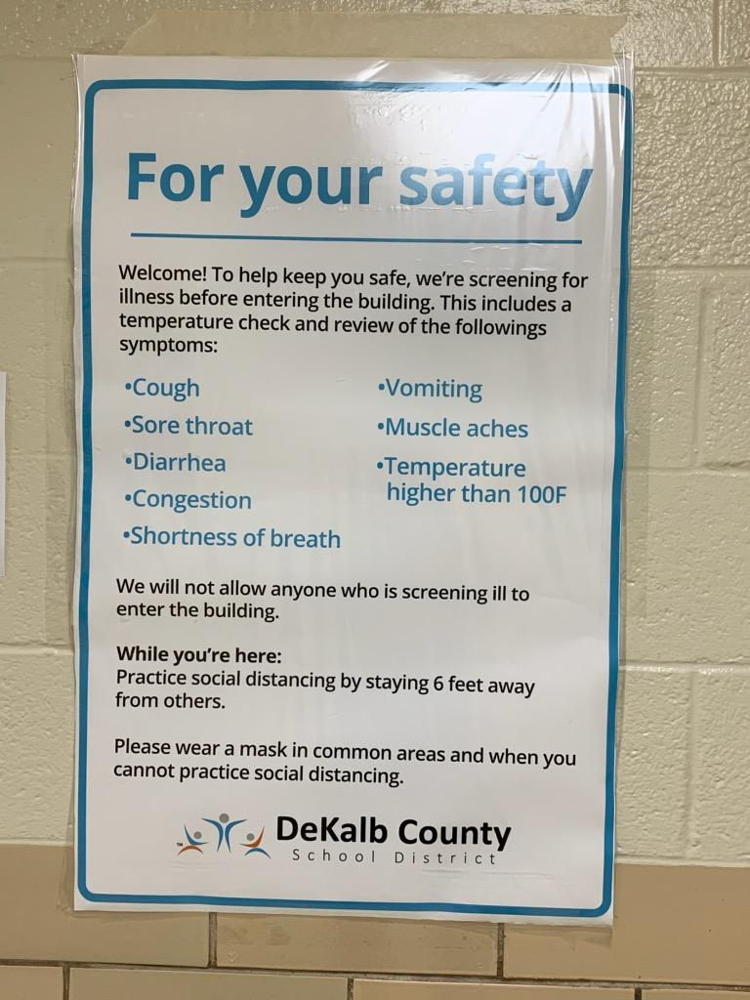 For your safety
Welcome! To help keep you safe, we're screening for
illness before entering the building. This includes a
temperature check and review of the followings
symptoms:
•Cough
•Sore throat
•Diarrhea
•Congestion
•Shortness of breath
•Vomiting
•Muscle aches
•Temperature
higher than 100F
We will not allow anyone who is screening ill to
enter the building.
While you're here:
Practice social distancing by staying 6 feet away
from others.
Please wear a mask in common areas and when you
cannot practice social distancing.
TM
DeKalb County
School District